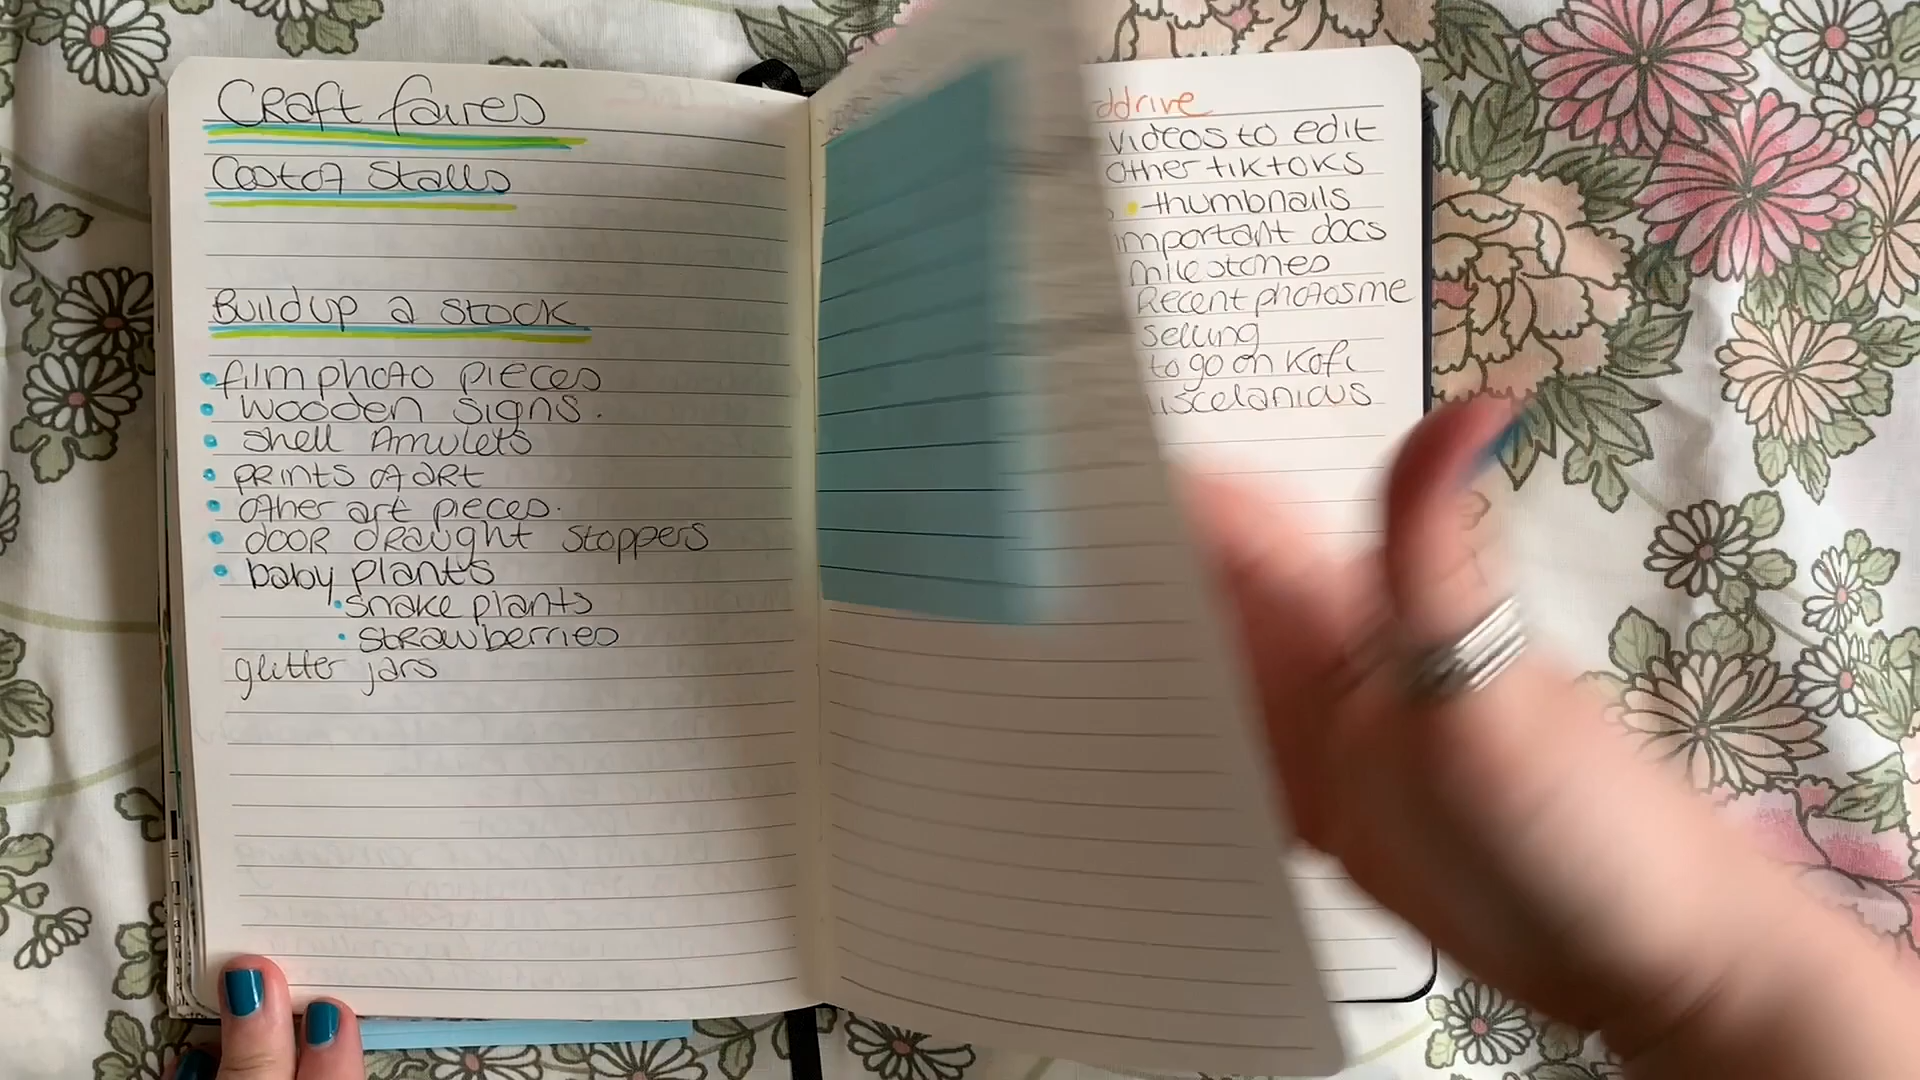 Craft faires
Cost of Stalls
Build up a stock
film photo pieces
wooden signs.
shell Amulets
prints of art
other art pieces.
door draught stoppers
baby plants
snake plants
strawberries
glitter jars
ddrive
videos to edit
other tiktoks
thumbnails
important docs
milestones
Recent photos me
selling
to go on Kofi
iscelanious